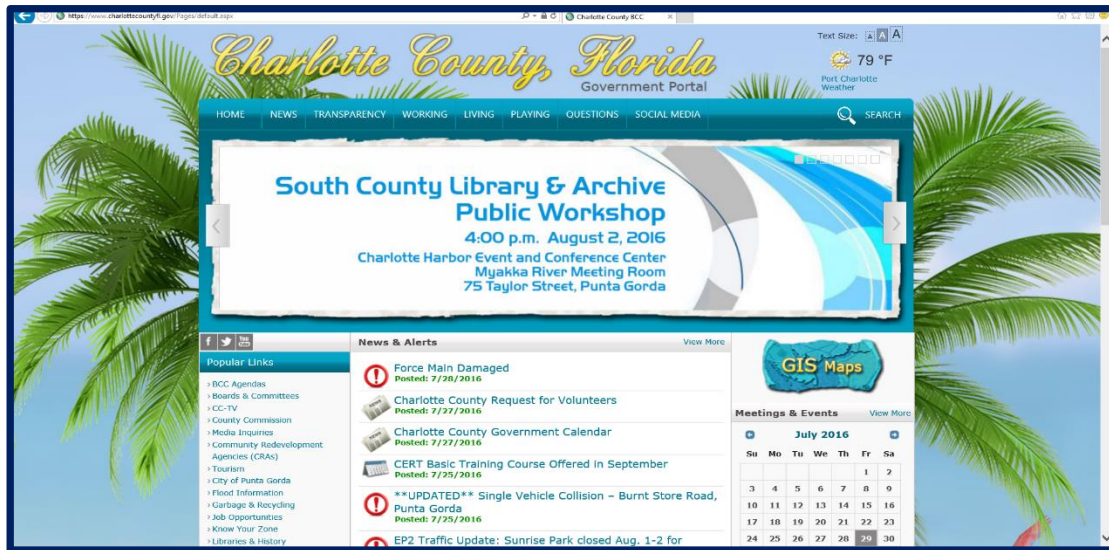 https://www.charlottecountyfl.gov/Pages/default.aspx
Charlotte County BCC
Charlotte County, Florida
Government Portal
Text Size: A A A
79 °F
Port Charlotte
Weather
HOME NEWS TRANSPARENCY WORKING LIVING PLAYING QUESTIONS SOCIAL MEDIA SEARCH
South County Library & Archive
Public Workshop
4:00 p.m. August 2, 2016
Charlotte Harbor Event and Conference Center
Myakka River Meeting Room
75 Taylor Street, Punta Gorda
f You
Popular Links
BCC Agendas
Boards & Committees
CC-TV
County Commission
Media Inquiries
Community Redevelopment
Agencies (CRAs)
Tourism
City of Punta Gorda
Flood Information
Garbage & Recycling
Job Opportunities
Know Your Zone
Libraries & History
News & Alerts View More
Force Main Damaged
Posted: 7/28/2016
Charlotte County Request for Volunteers
Posted: 7/27/2016
Charlotte County Government Calendar
Posted: 7/27/2016
CERT Basic Training Course Offered in September
Posted: 7/25/2016
**UPDATED** Single Vehicle Collision – Burnt Store Road,
Punta Gorda
Posted: 7/25/2016
EP2 Traffic Update: Sunrise Park closed Aug. 1-2 for
GIS Maps
Meetings & Events View More
July 2016
Su Mo Tu We Th Fr Sa
1 2
3 4 5 6 7 8 9
10 11 12 13 14 15 16
17 18 19 20 21 22 23
24 25 26 27 28 29 30